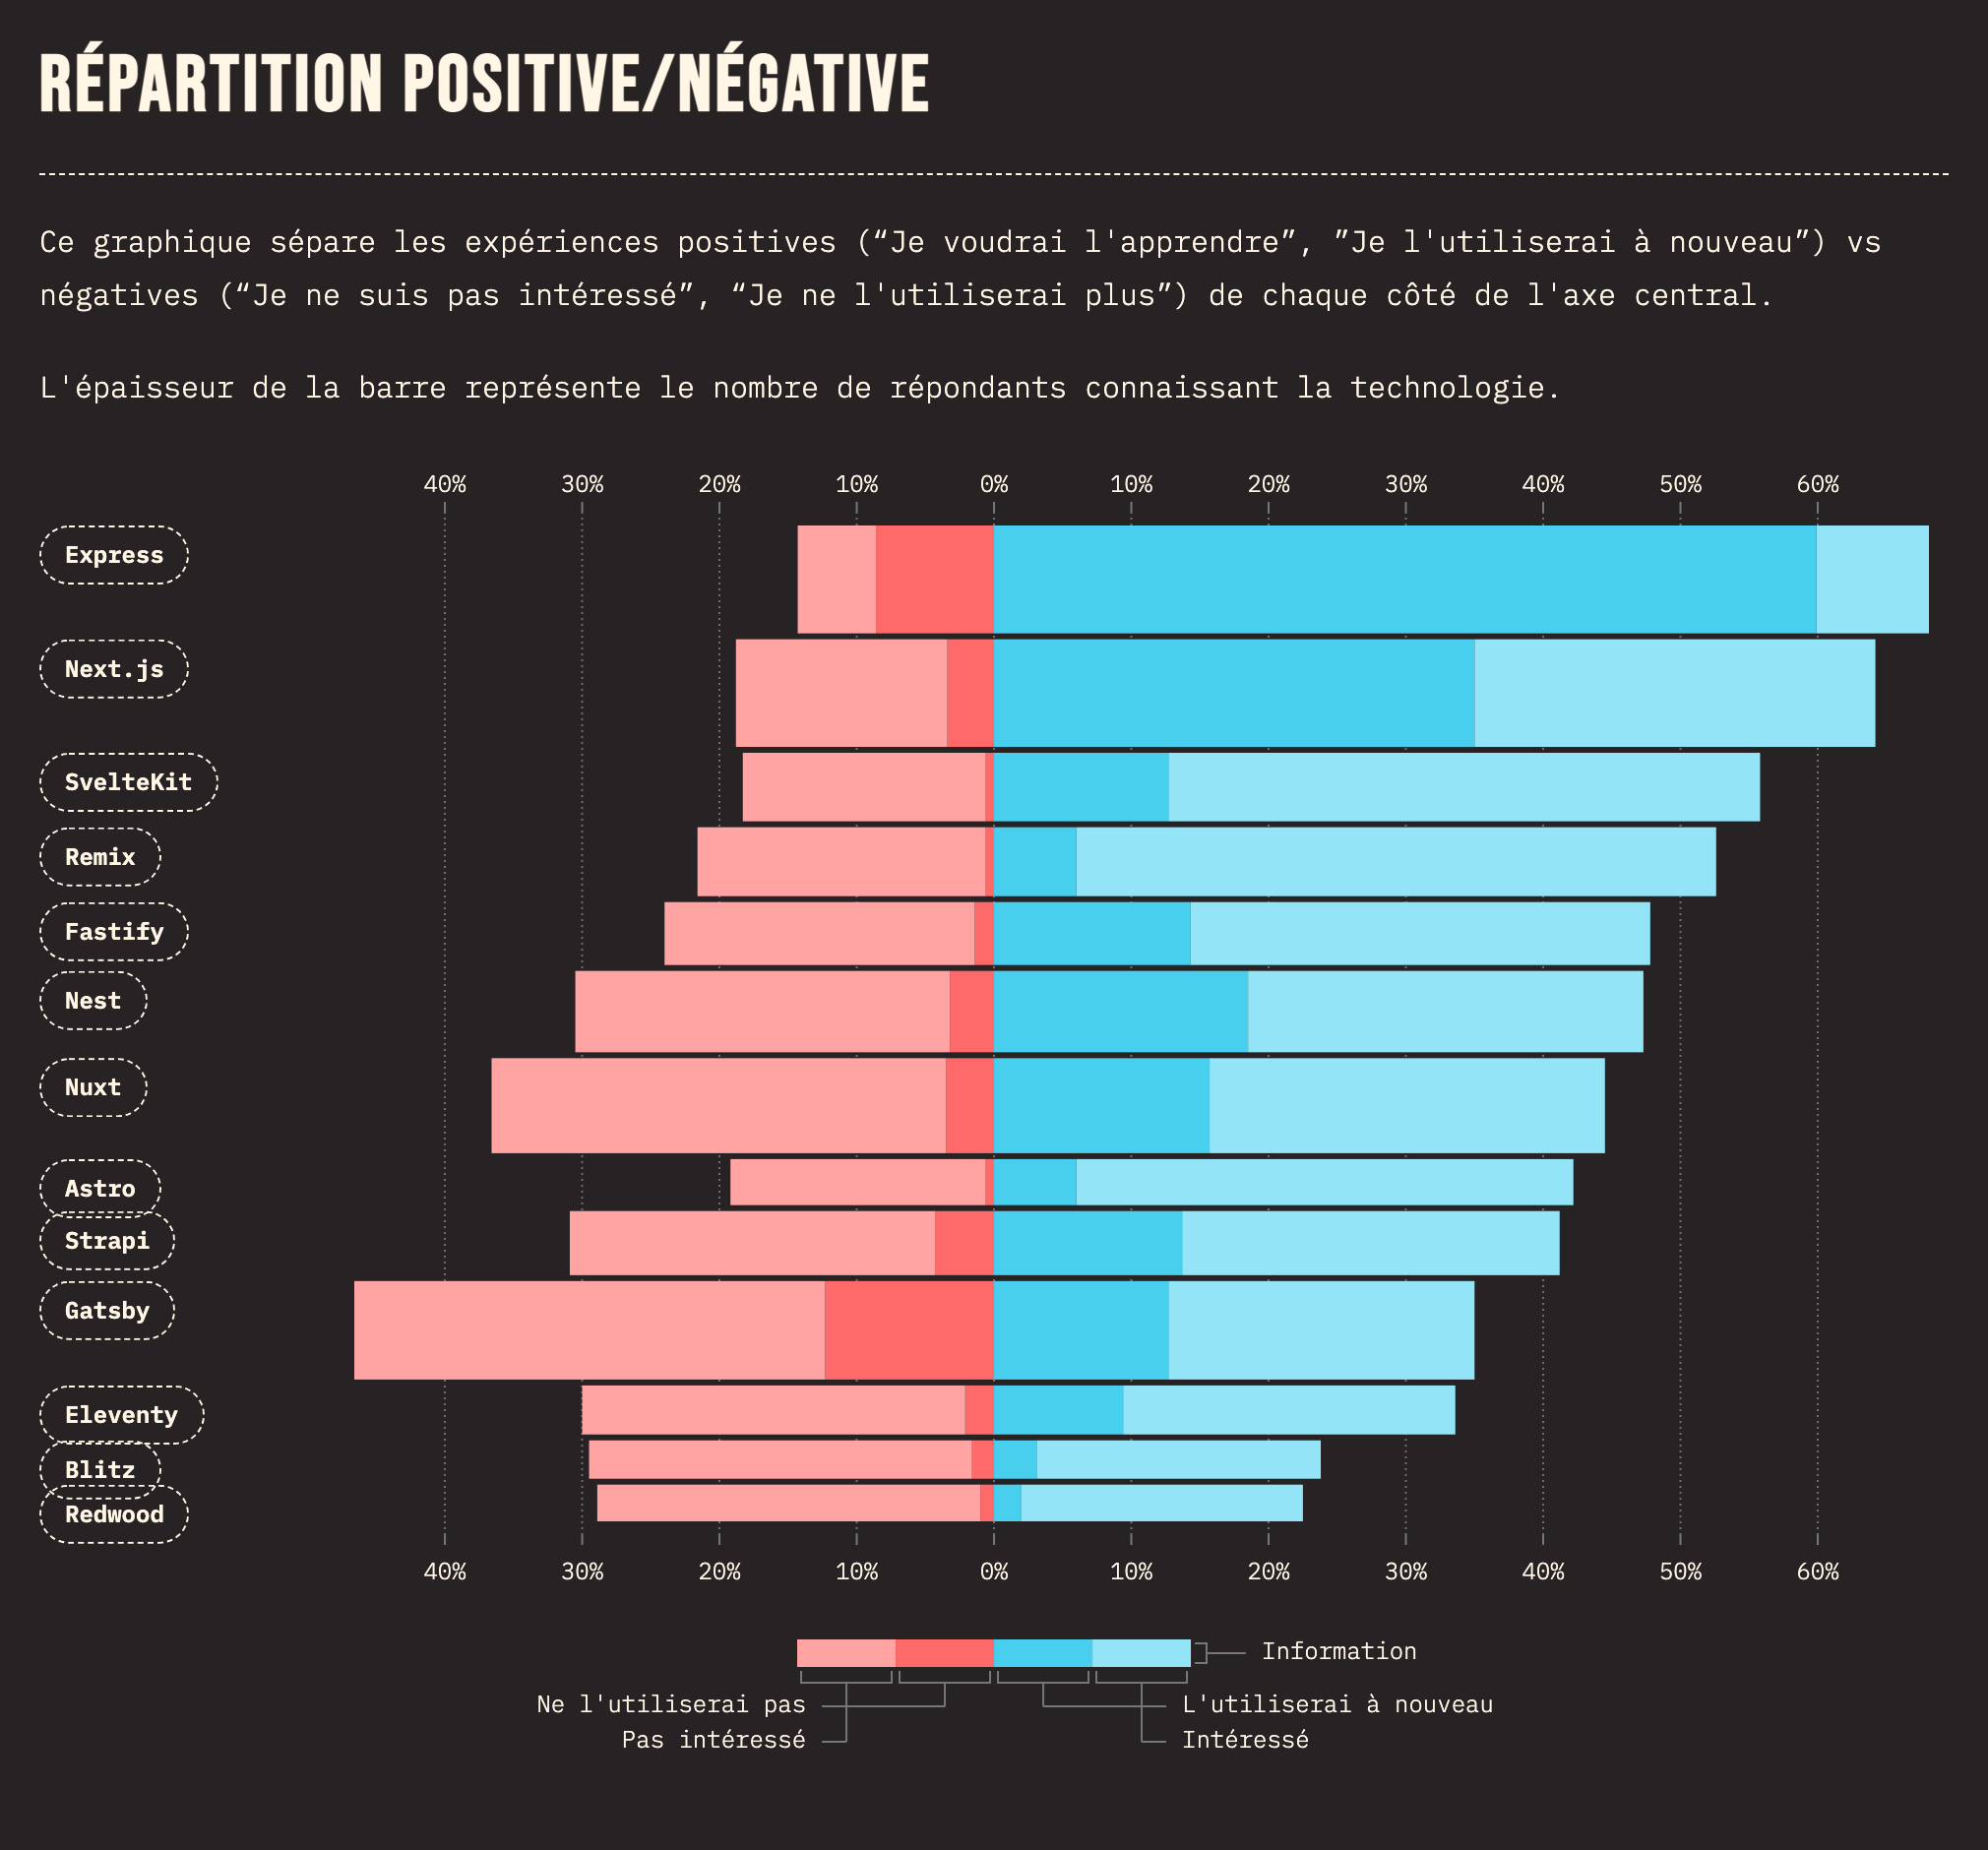 RÉPARTITION POSITIVE/NÉGATIVE
Ce graphique sépare les expériences positives (“Je voudrai l'apprendre”, ”Je l'utiliserai à nouveau”) vs
négatives (“Je ne suis pas intéressé”, “Je ne l'utiliserai plus”) de chaque côté de l'axe central.
L'épaisseur de la barre représente le nombre de répondants connaissant la technologie.
40% 30% 20% 10% 0% 10% 20% 30% 40% 50% 60%
Express
Next.js
SvelteKit
Remix
Fastify
Nest
Nuxt
Astro
Strapi
Gatsby
Eleventy
Blitz
Redwood
40% 30% 20% 10% 0% 10% 20% 30% 40% 50% 60%
Information
Ne l'utiliserai pas L'utiliserai à nouveau
Pas intéressé Intéressé